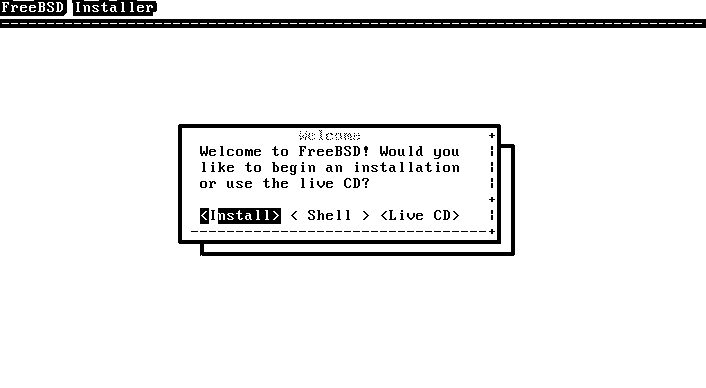 FreeBSD Installer
Welcome
Welcome to FreeBSD! Would you
like to begin an installation
or use the live CD?
<Install> < Shell > <Live CD>